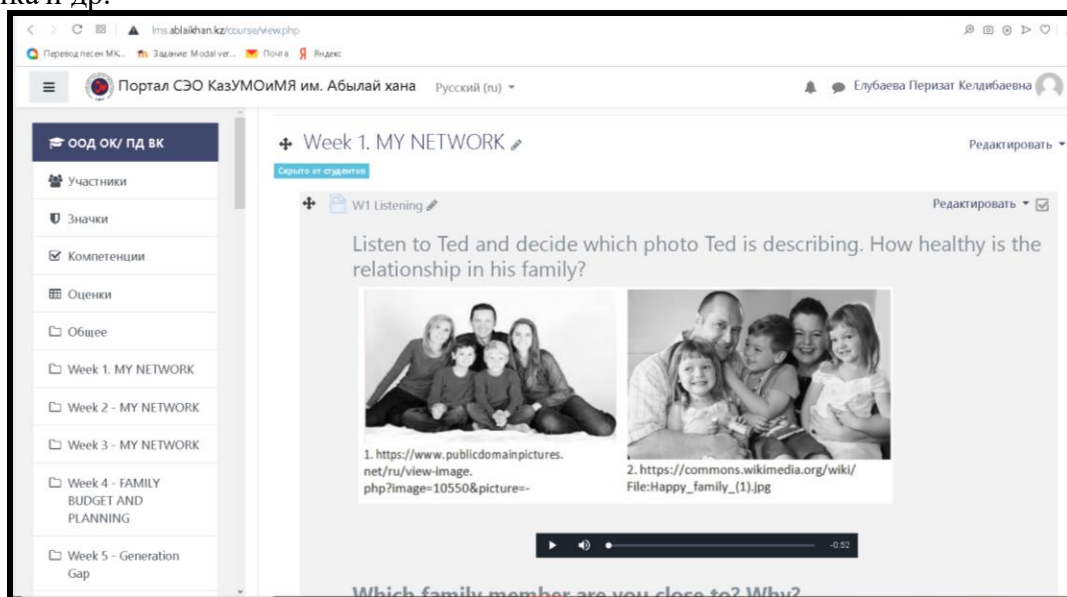 lms.ablaikhan.kz/course/view.php
Перевод песен МК... Задание: Modal ver... Почта Яндекс
Портал СЭО КазУМОиМЯ им. Абылай хана Русский (ru) Елубаева Перизат Келдибаевна
ООД ОК/ ПД ВК
Участники
Значки
Компетенции
Оценки
Общее
Week 1. MY NETWORK
Week 2 - MY NETWORK
Week 3 - MY NETWORK
Week 4 - FAMILY
BUDGET AND
PLANNING
Week 5 - Generation
Gap
Week 1. MY NETWORK Редактировать
Скрыто от студентов
W1 Listening Редактировать
Listen to Ted and decide which photo Ted is describing. How healthy is the
relationship in his family?
1. https://www.publicdomainpictures.
net/ru/view-image.
php?image=10550&picture=-
2. https://commons.wikimedia.org/wiki/
File:Happy_family_(1).jpg
-0:52
Which family member are you close to? Why?